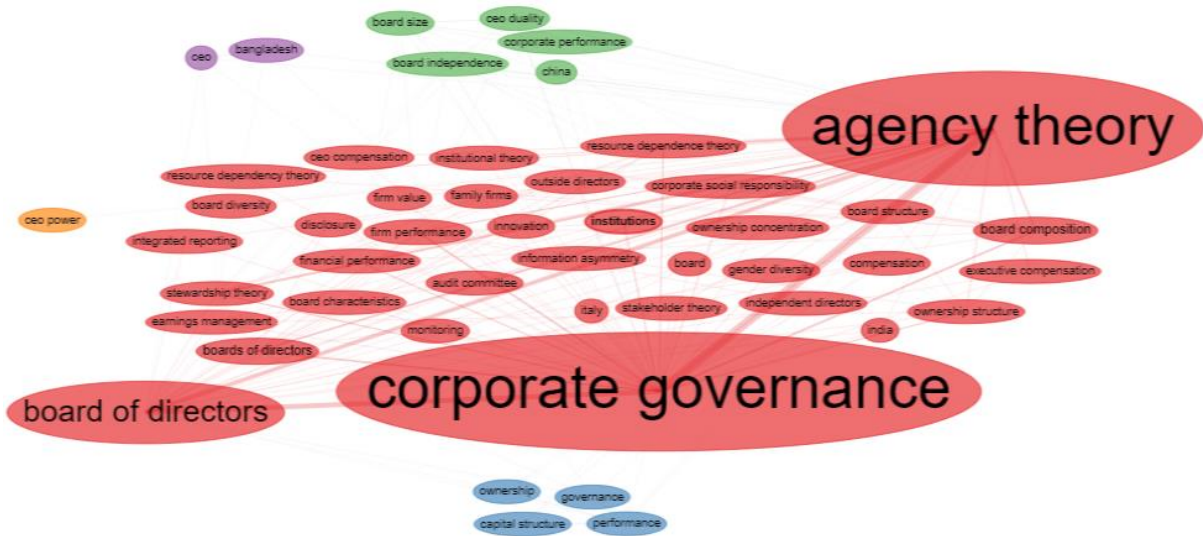 board size
ceo duality
corporate performance
ceo
bangladesh
board independence
china
agency theory
ceo compensation
institutional theory
resource dependence theory
resource dependency theory
firm value
family firms
outside directors
corporate social responsibility
board diversity
ceo power
disclosure
firm performance
innovation
institutions
ownership concentration
board structure
board composition
integrated reporting
financial performance
information asymmetry
board
gender diversity
compensation
executive compensation
stewardship theory
board characteristics
audit committee
italy
stakeholder theory
independent directors
ownership structure
earnings management
monitoring
india
boards of directors
corporate governance
board of directors
ownership
governance
capital structure
performance